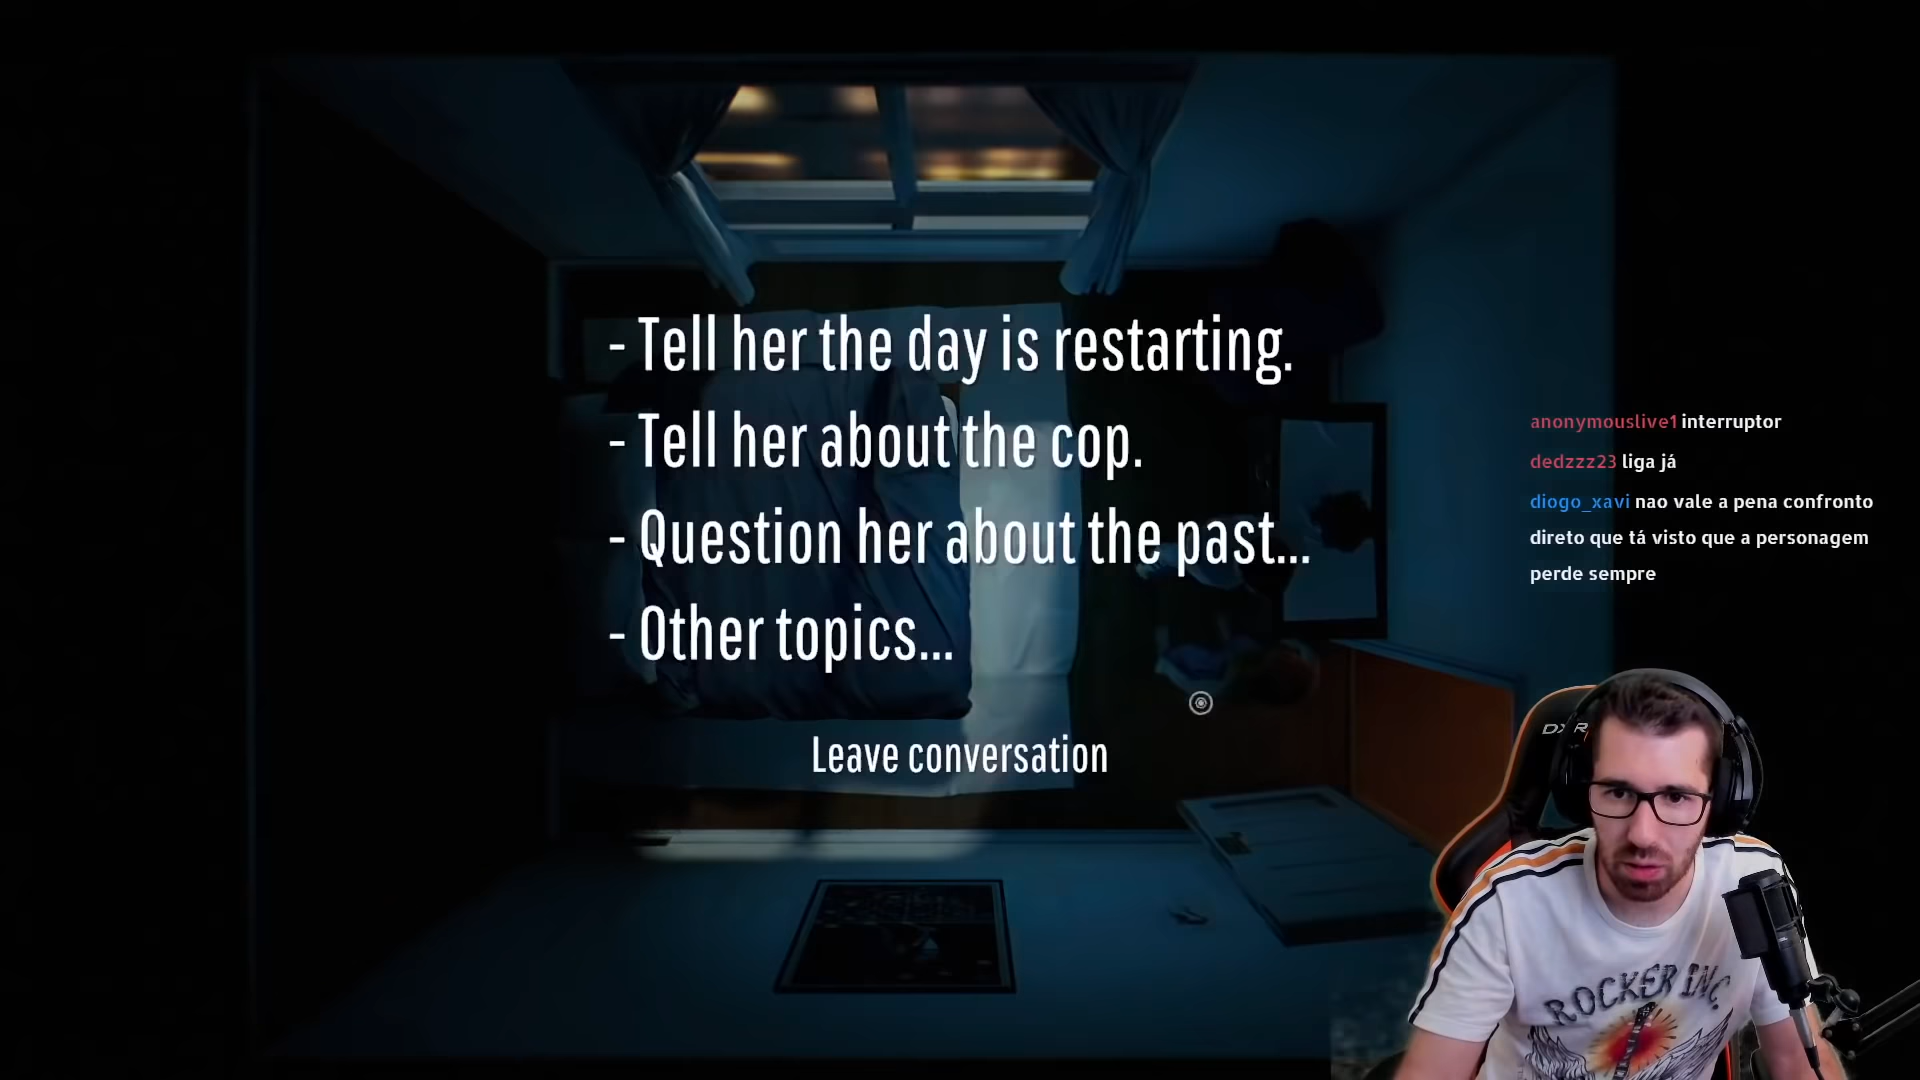 - Tell her the day is restarting.
- Tell her about the cop.
- Question her about the past...
- Other topics...
Leave conversation
anonymouslive1 interruptor
dedzzz23 liga já
diogo_xavi nao vale a pena confronto
direto que tá visto que a personagem
perde sempre
DXR
ROCKER INC.